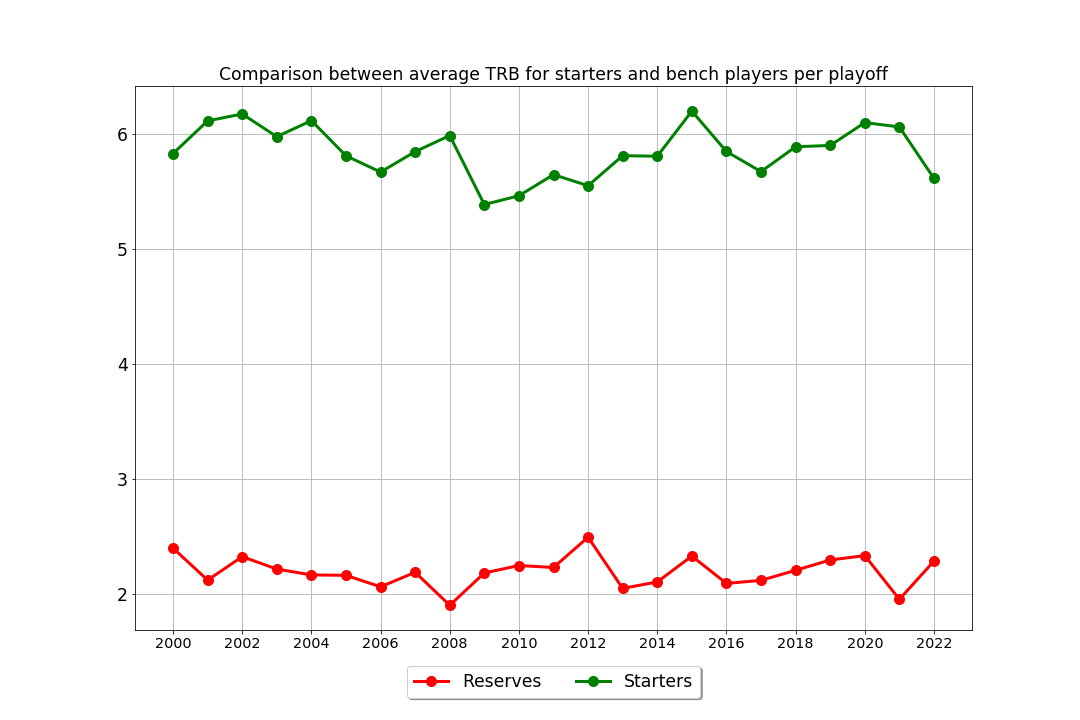 Comparison between average TRB for starters and bench players per playoff
6
5
4
3
2
2000 2002 2004 2006 2008 2010 2012 2014 2016 2018 2020 2022
Reserves Starters